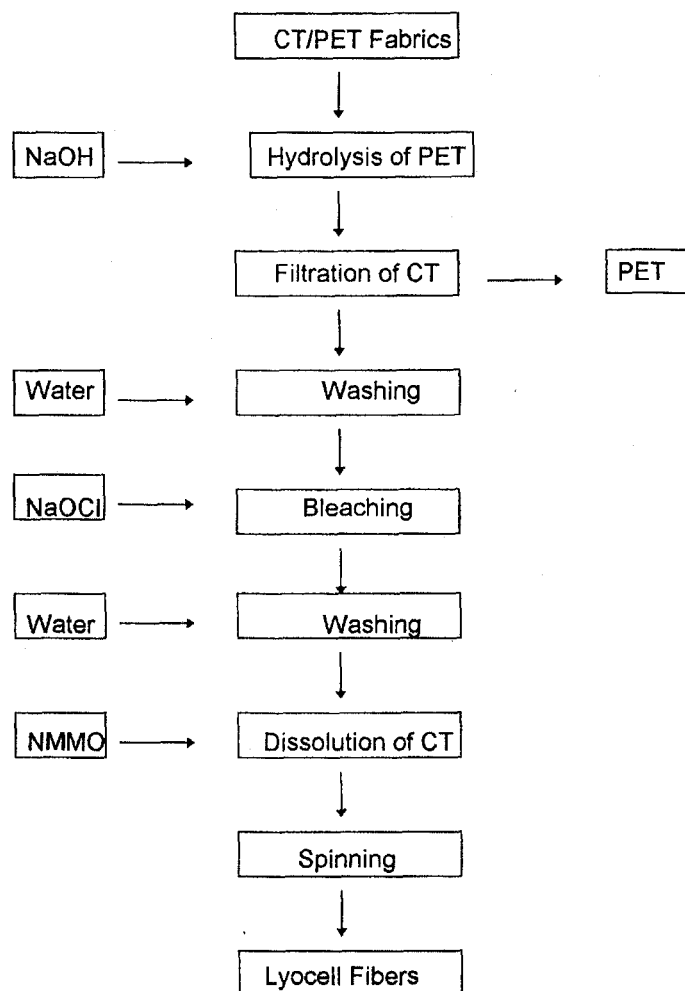 CT/PET Fabrics
NaOH
Hydrolysis of PET
Filtration of CT
PET
Water
Washing
NaOCl
Bleaching
Water
Washing
NMMO
Dissolution of CT
Spinning
Lyocell Fibers